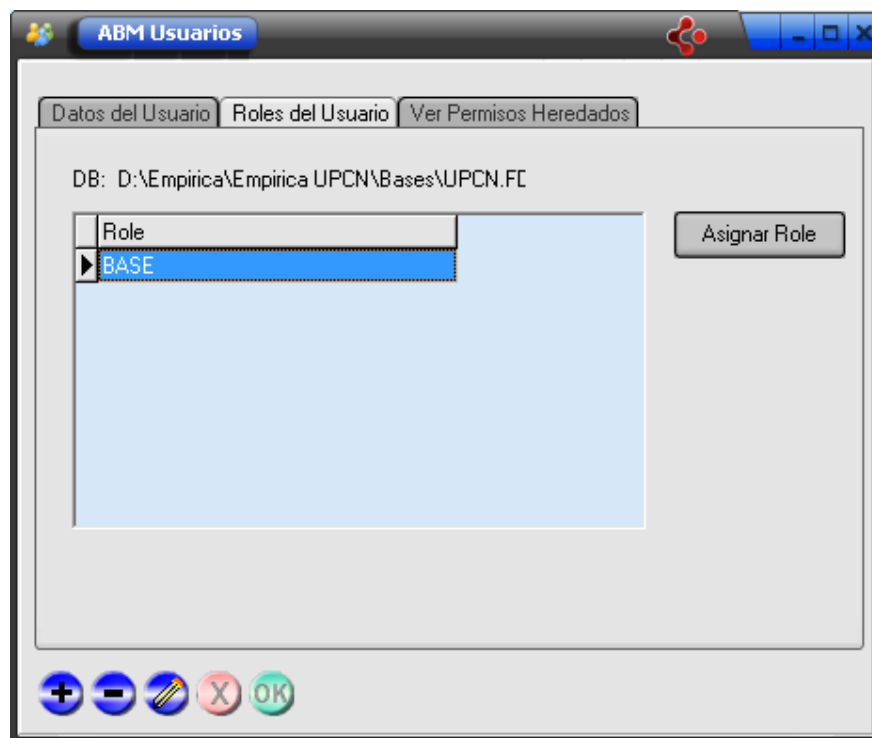 ABM Usuarios
Datos del Usuario Roles del Usuario Ver Permisos Heredados
DB: D:\Empirica\Empirica UPCN\Bases\UPCN.FD
Role
Asignar Role
BASE
X OK